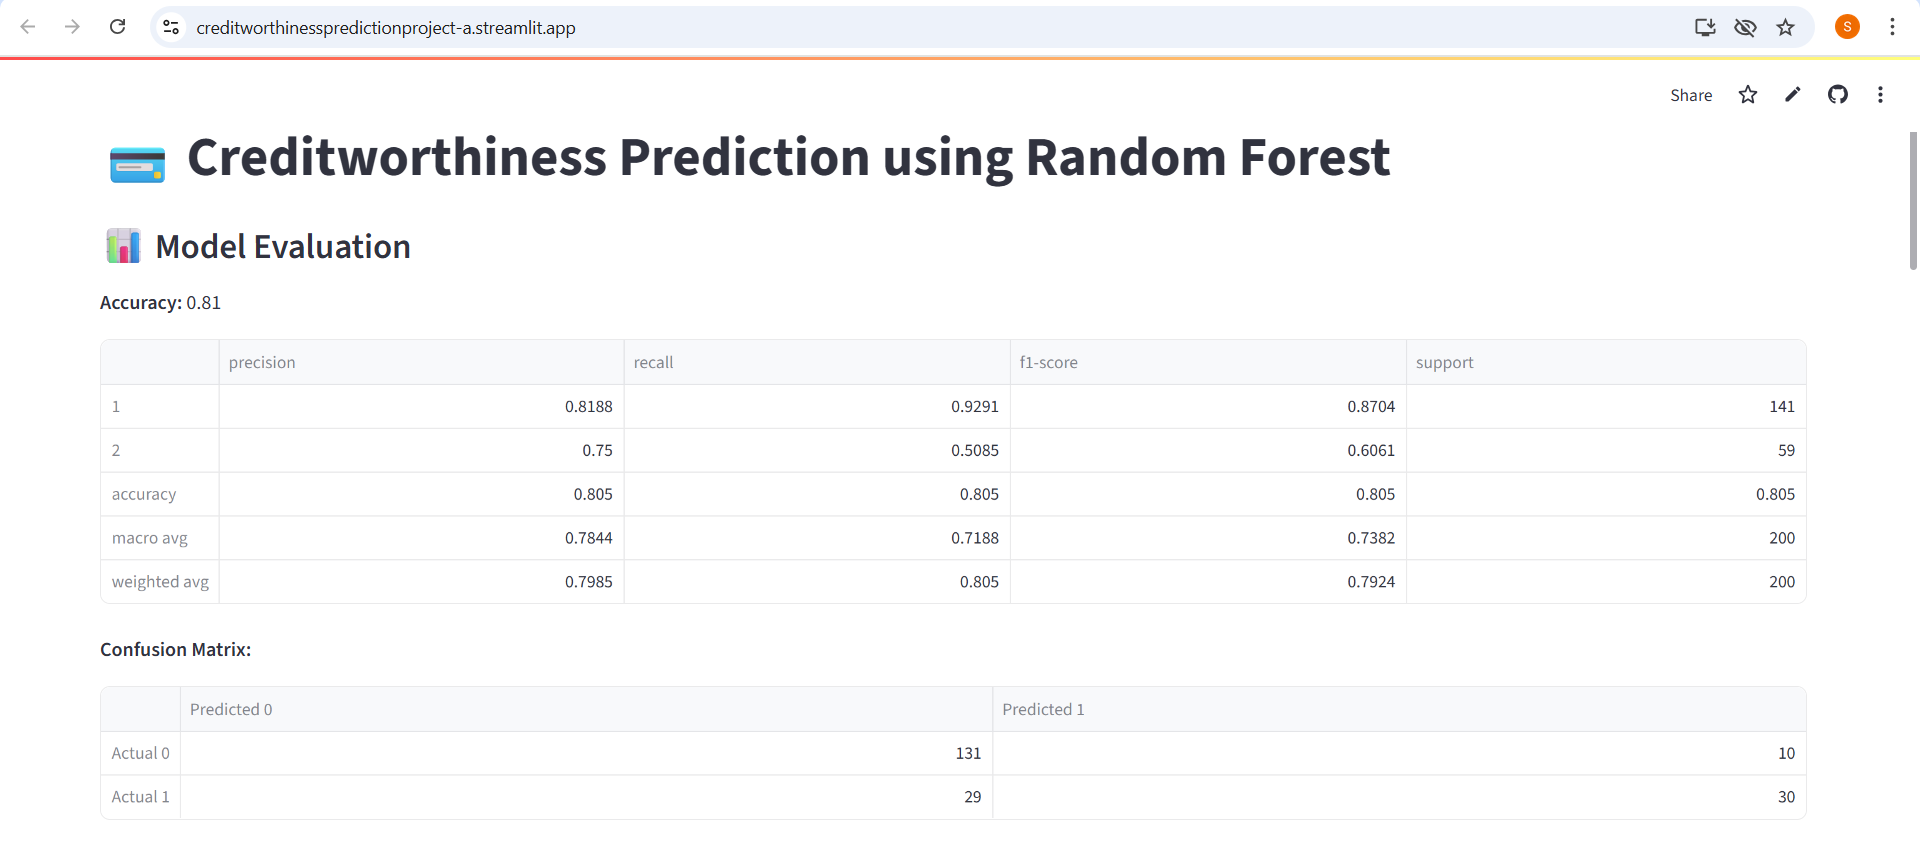 creditworthinesspredictionproject-a.streamlit.app
S
Share
Creditworthiness Prediction using Random Forest
Model Evaluation
Accuracy: 0.81
precision recall f1-score support
1 0.8188 0.9291 0.8704 141
2 0.75 0.5085 0.6061 59
accuracy 0.805 0.805 0.805 0.805
macro avg 0.7844 0.7188 0.7382 200
weighted avg 0.7985 0.805 0.7924 200
Confusion Matrix:
Predicted 0 Predicted 1
Actual 0 131 10
Actual 1 29 30